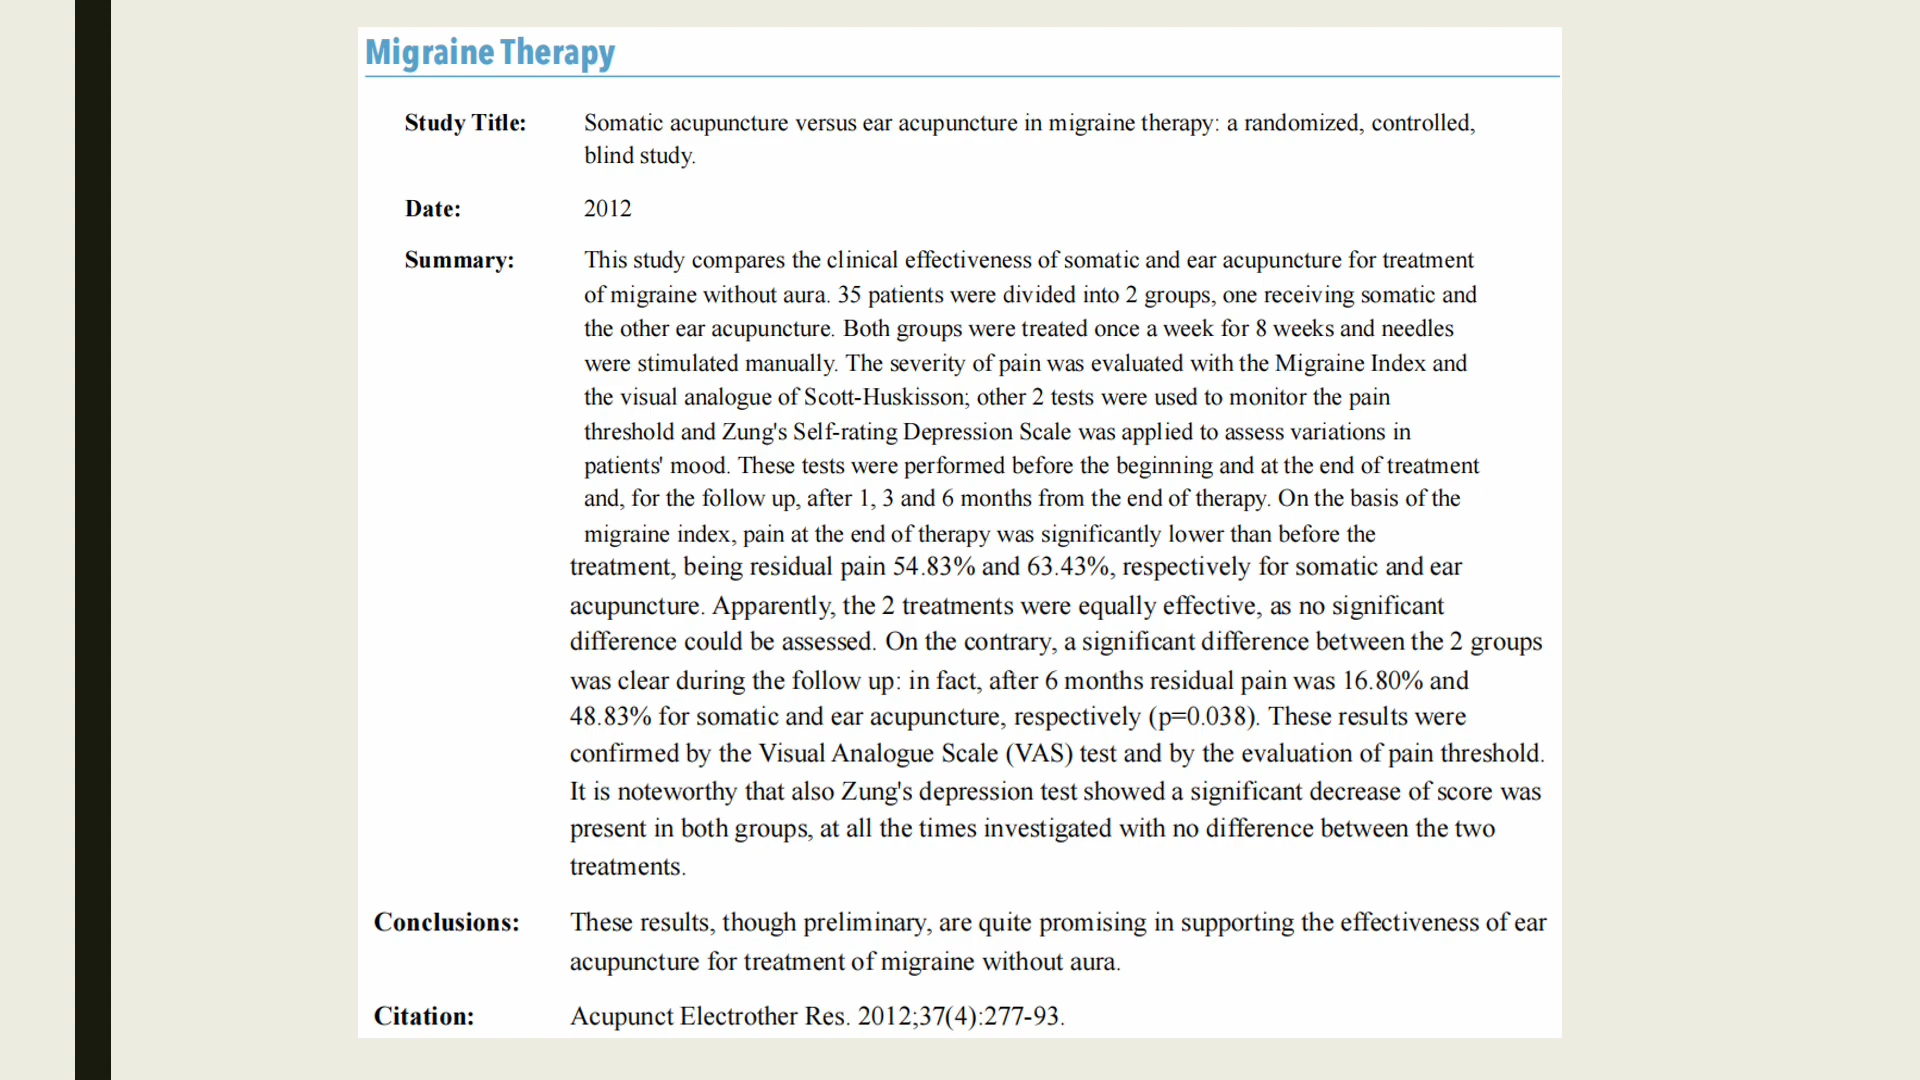 Migraine Therapy
Study Title: Somatic acupuncture versus ear acupuncture in migraine therapy: a randomized, controlled,
blind study.
Date: 2012
Summary: This study compares the clinical effectiveness of somatic and ear acupuncture for treatment
of migraine without aura. 35 patients were divided into 2 groups, one receiving somatic and
the other ear acupuncture. Both groups were treated once a week for 8 weeks and needles
were stimulated manually. The severity of pain was evaluated with the Migraine Index and
the visual analogue of Scott-Huskisson; other 2 tests were used to monitor the pain
threshold and Zung's Self-rating Depression Scale was applied to assess variations in
patients' mood. These tests were performed before the beginning and at the end of treatment
and, for the follow up, after 1, 3 and 6 months from the end of therapy. On the basis of the
migraine index, pain at the end of therapy was significantly lower than before the
treatment, being residual pain 54.83% and 63.43%, respectively for somatic and ear
acupuncture. Apparently, the 2 treatments were equally effective, as no significant
difference could be assessed. On the contrary, a significant difference between the 2 groups
was clear during the follow up: in fact, after 6 months residual pain was 16.80% and
48.83% for somatic and ear acupuncture, respectively (p=0.038). These results were
confirmed by the Visual Analogue Scale (VAS) test and by the evaluation of pain threshold.
It is noteworthy that also Zung's depression test showed a significant decrease of score was
present in both groups, at all the times investigated with no difference between the two
treatments.
Conclusions: These results, though preliminary, are quite promising in supporting the effectiveness of ear
acupuncture for treatment of migraine without aura.
Citation: Acupunct Electrother Res. 2012;37(4):277-93.